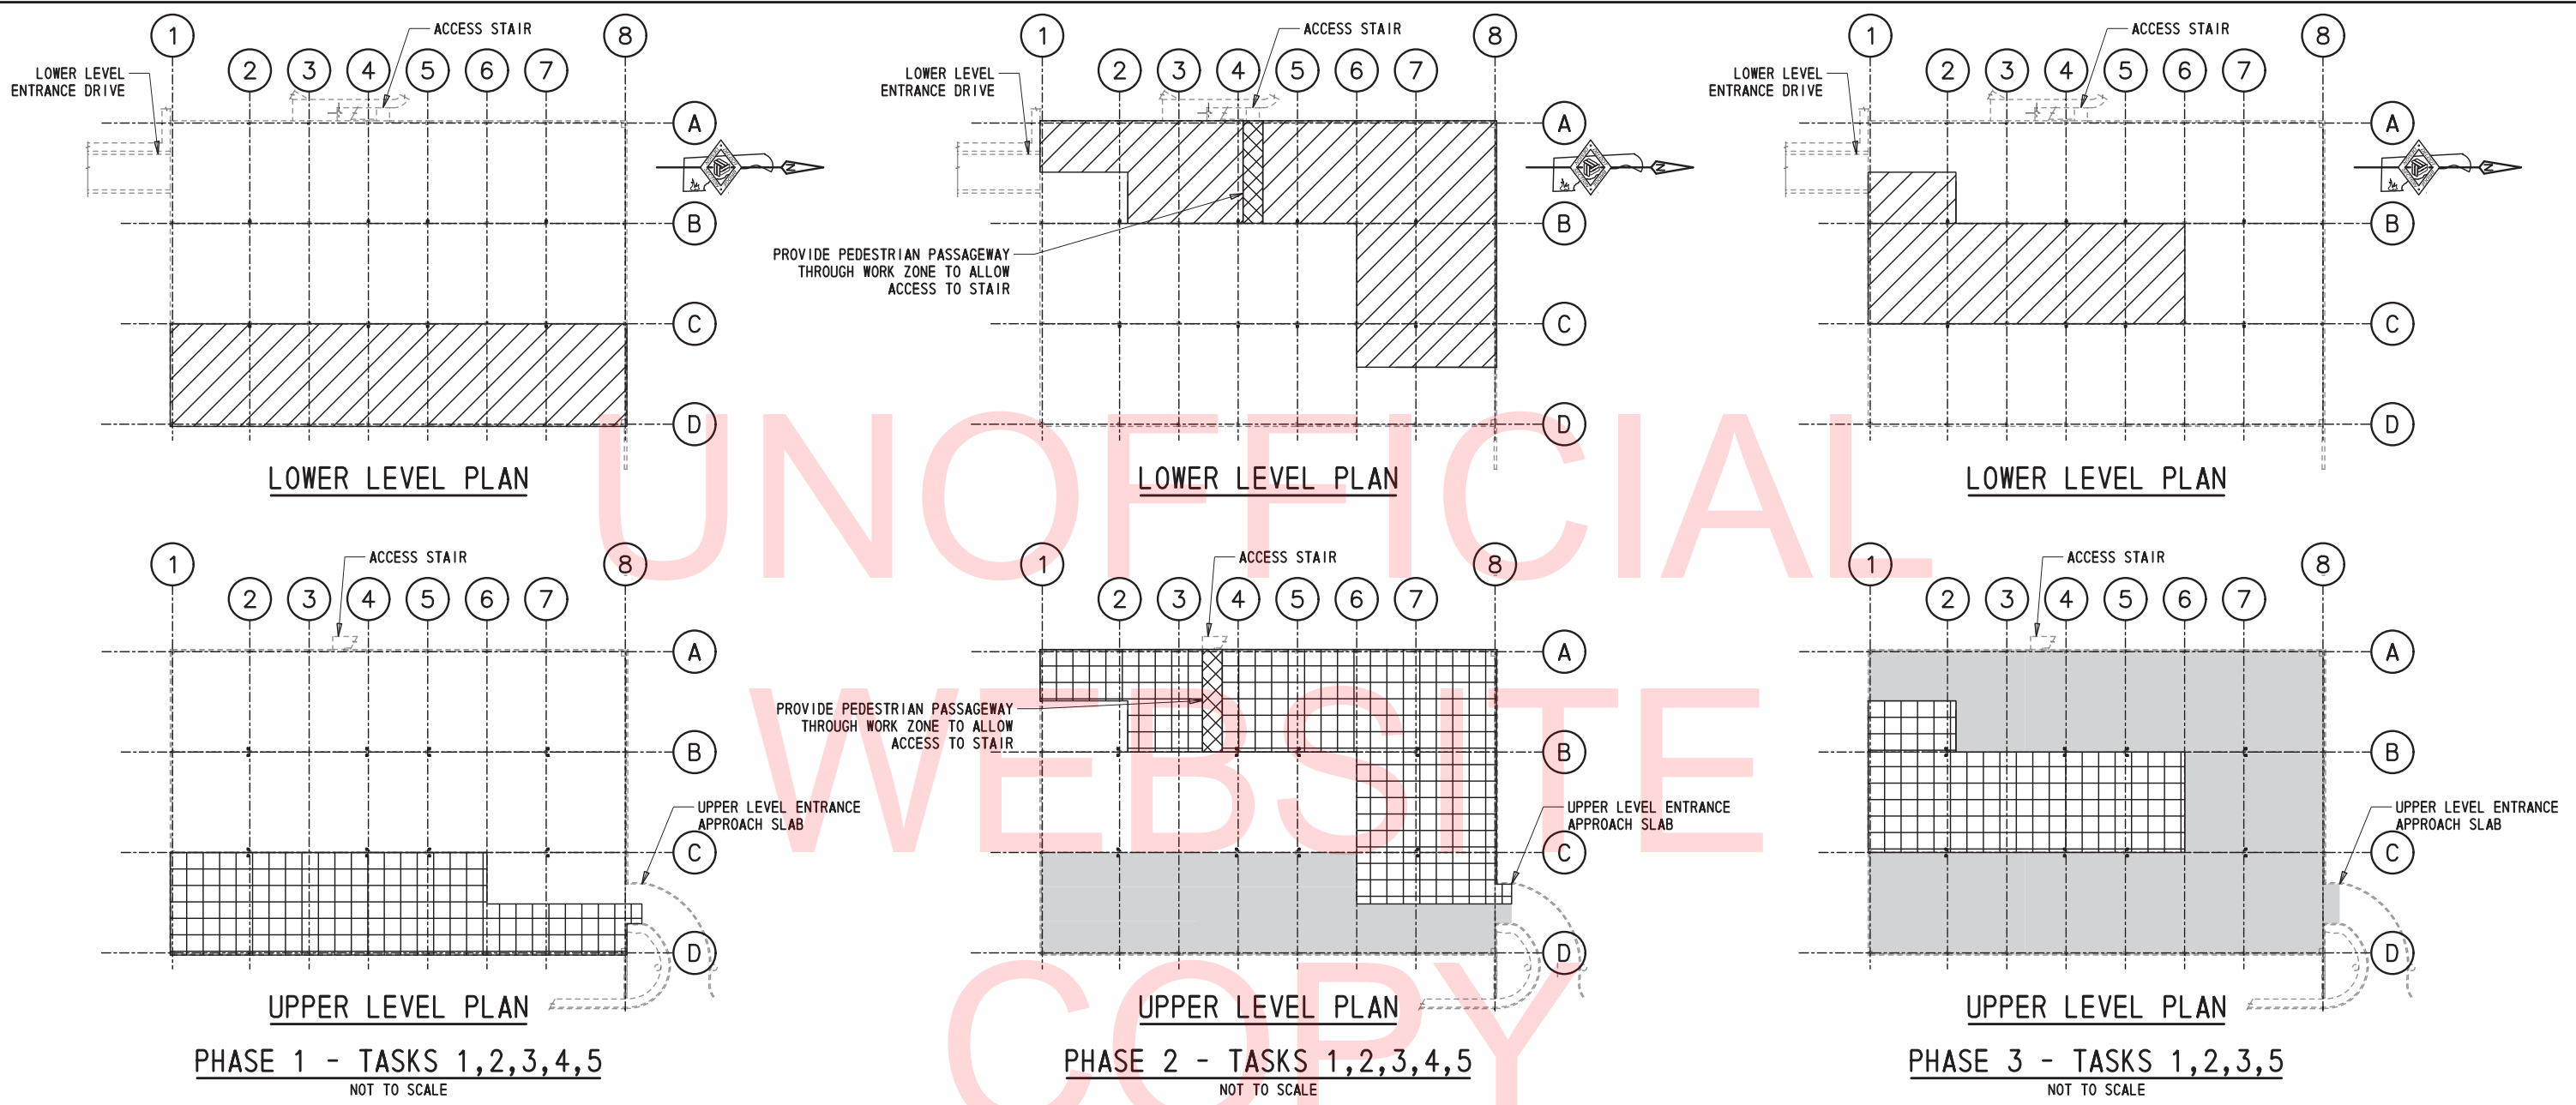 ACCESS STAIR
1
8
2
3
4
5
6
7
LOWER LEVEL
ENTRANCE DRIVE
A
N
B
C
D
LOWER LEVEL PLAN
ACCESS STAIR
1
8
2
3
4
5
6
7
LOWER LEVEL
ENTRANCE DRIVE
A
N
B
PROVIDE PEDESTRIAN PASSAGEWAY
THROUGH WORK ZONE TO ALLOW
ACCESS TO STAIR
C
D
LOWER LEVEL PLAN
ACCESS STAIR
1
8
2
3
4
5
6
7
LOWER LEVEL
ENTRANCE DRIVE
A
N
B
C
D
LOWER LEVEL PLAN
ACCESS STAIR
1
8
2
3
4
5
6
7
A
B
UPPER LEVEL ENTRANCE
APPROACH SLAB
C
D
UPPER LEVEL PLAN
PHASE 1 - TASKS 1,2,3,4,5
NOT TO SCALE
ACCESS STAIR
1
8
2
3
4
5
6
7
A
PROVIDE PEDESTRIAN PASSAGEWAY
THROUGH WORK ZONE TO ALLOW
ACCESS TO STAIR
B
UPPER LEVEL ENTRANCE
APPROACH SLAB
C
D
UPPER LEVEL PLAN
PHASE 2 - TASKS 1,2,3,4,5
NOT TO SCALE
ACCESS STAIR
1
8
2
3
4
5
6
7
A
B
UPPER LEVEL ENTRANCE
APPROACH SLAB
C
D
UPPER LEVEL PLAN
PHASE 3 - TASKS 1,2,3,5
NOT TO SCALE
UNOFFICIAL
WEBSITE
COPY